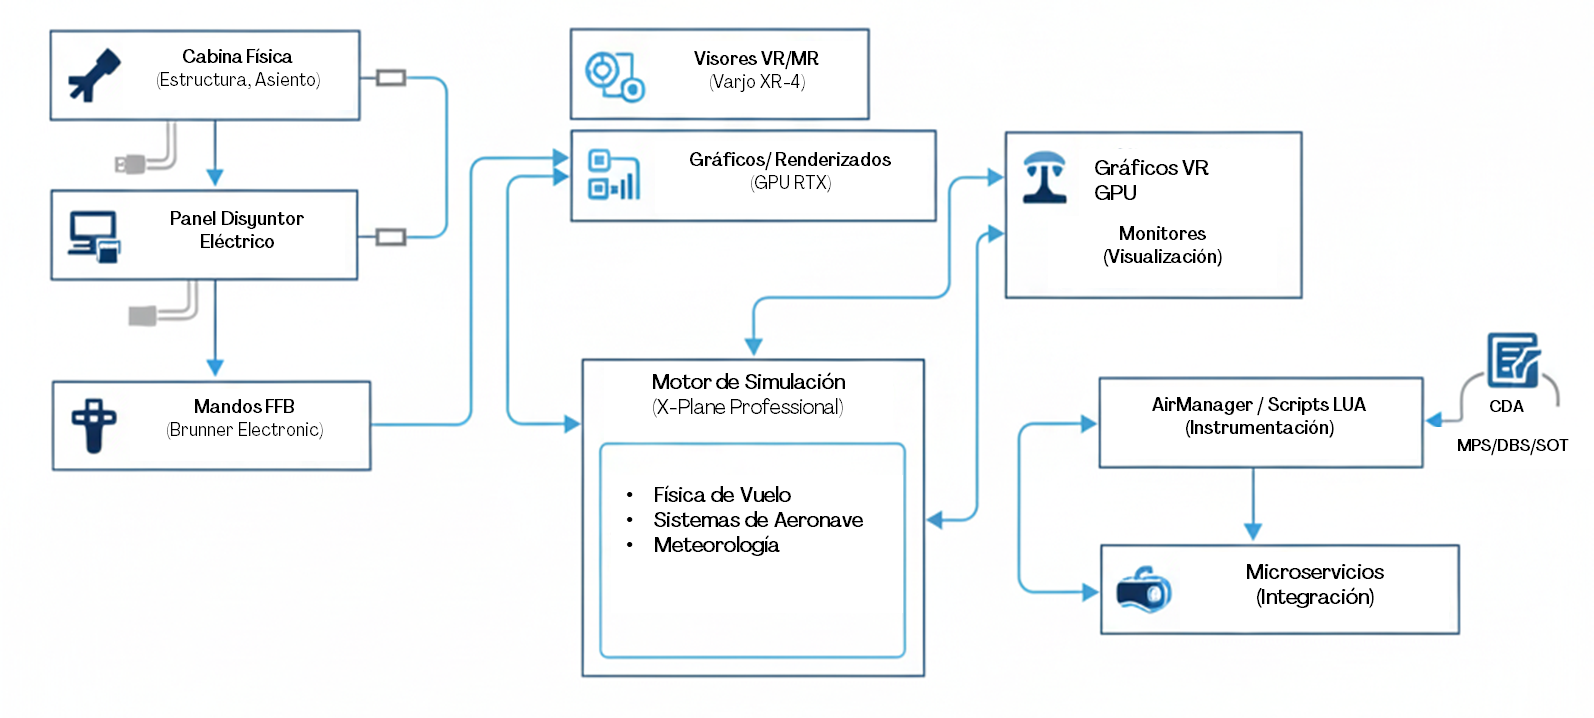 Cabina Física
(Estructura, Asiento)
Panel Disyuntor
Eléctrico
Mandos FFB
(Brunner Electronic)
Visores VR/MR
(Varjo XR-4)
Gráficos/ Renderizados
(GPU RTX)
Motor de Simulación
(X-Plane Professional)
• Física de Vuelo
• Sistemas de Aeronave
• Meteorología
Gráficos VR
GPU
Monitores
(Visualización)
AirManager / Scripts LUA
(Instrumentación)
CDA
MPS/DBS/SOT
Microservicios
(Integración)